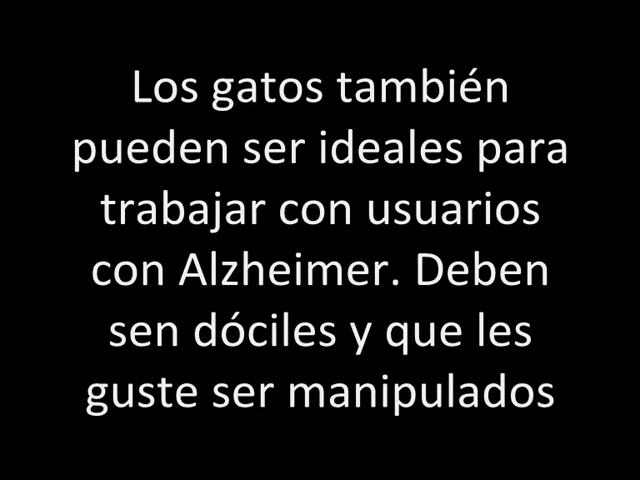 Los gatos también
pueden ser ideales para
trabajar con usuarios
con Alzheimer. Deben
sen dóciles y que les
guste ser manipulados